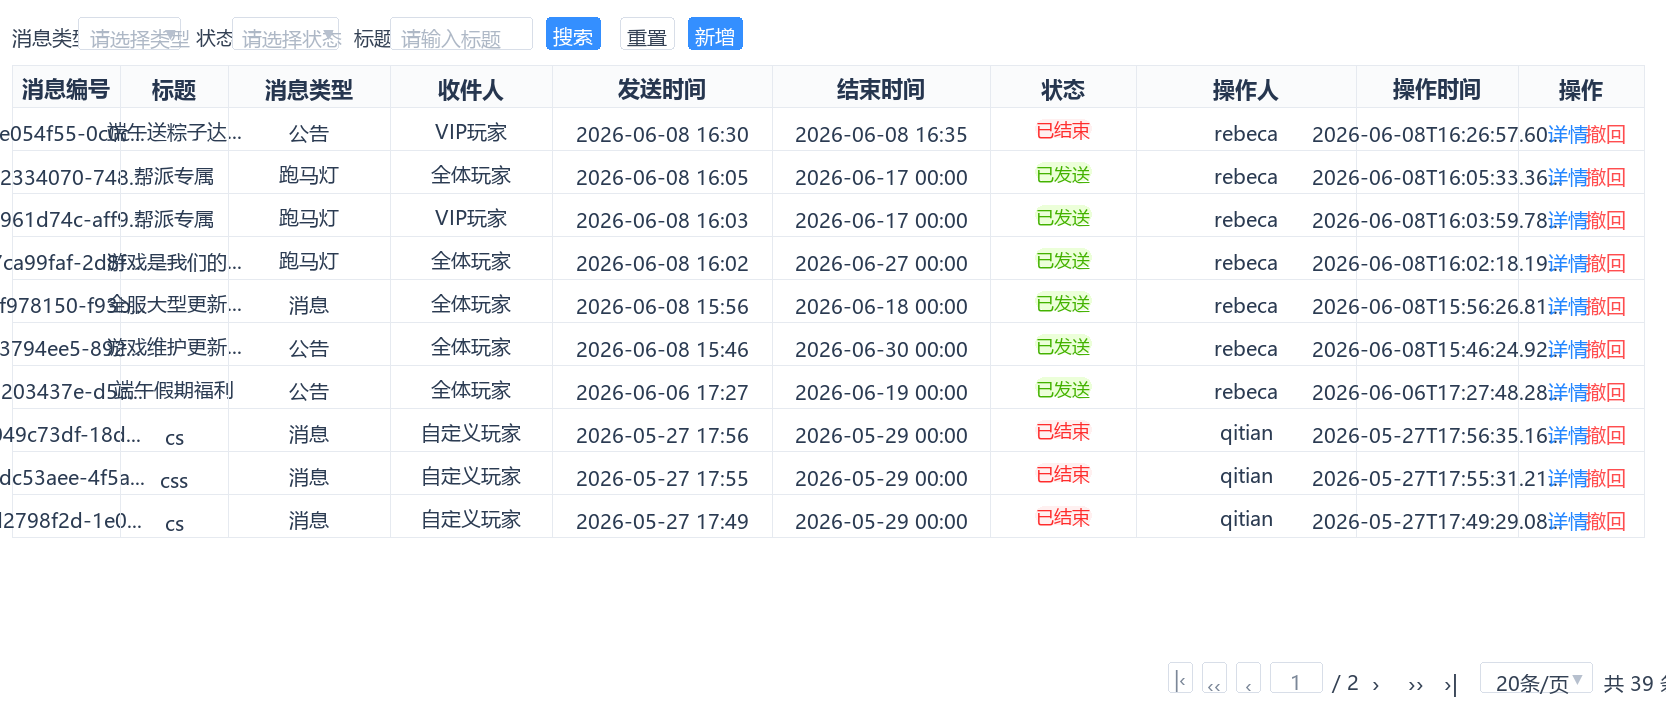 消息类型 请选择类型 状态 请选择状态 标题 请输入标题 搜索 重置 新增
消息编号 标题 消息类型 收件人 发送时间 结束时间 状态 操作人 操作时间 操作
e054f55-0c0c... 端午送粽子达... 公告 VIP玩家 2026-06-08 16:30 2026-06-08 16:35 已结束 rebeca 2026-06-08T16:26:57.60... 详情 撤回
2334070-748... 帮派专属 跑马灯 全体玩家 2026-06-08 16:05 2026-06-17 00:00 已发送 rebeca 2026-06-08T16:05:33.36... 详情 撤回
961d74c-aff9... 帮派专属 跑马灯 VIP玩家 2026-06-08 16:03 2026-06-17 00:00 已发送 rebeca 2026-06-08T16:03:59.78... 详情 撤回
7ca99faf-2d8f... 游戏是我们的... 跑马灯 全体玩家 2026-06-08 16:02 2026-06-27 00:00 已发送 rebeca 2026-06-08T16:02:18.19... 详情 撤回
f978150-f93b... 全服大型更新... 消息 全体玩家 2026-06-08 15:56 2026-06-18 00:00 已发送 rebeca 2026-06-08T15:56:26.81... 详情 撤回
3794ee5-892... 游戏维护更新... 公告 全体玩家 2026-06-08 15:46 2026-06-30 00:00 已发送 rebeca 2026-06-08T15:46:24.92... 详情 撤回
203437e-d5... 端午假期福利 公告 全体玩家 2026-06-06 17:27 2026-06-19 00:00 已发送 rebeca 2026-06-06T17:27:48.28... 详情 撤回
949c73df-18d... cs 消息 自定义玩家 2026-05-27 17:56 2026-05-29 00:00 已结束 qitian 2026-05-27T17:56:35.16... 详情 撤回
dc53aee-4f5a... css 消息 自定义玩家 2026-05-27 17:55 2026-05-29 00:00 已结束 qitian 2026-05-27T17:55:31.21... 详情 撤回
d2798f2d-1e0... cs 消息 自定义玩家 2026-05-27 17:49 2026-05-29 00:00 已结束 qitian 2026-05-27T17:49:29.08... 详情 撤回
|‹ ‹‹ ‹ 1 / 2 › ›› ›| 20条/页 共 39 条